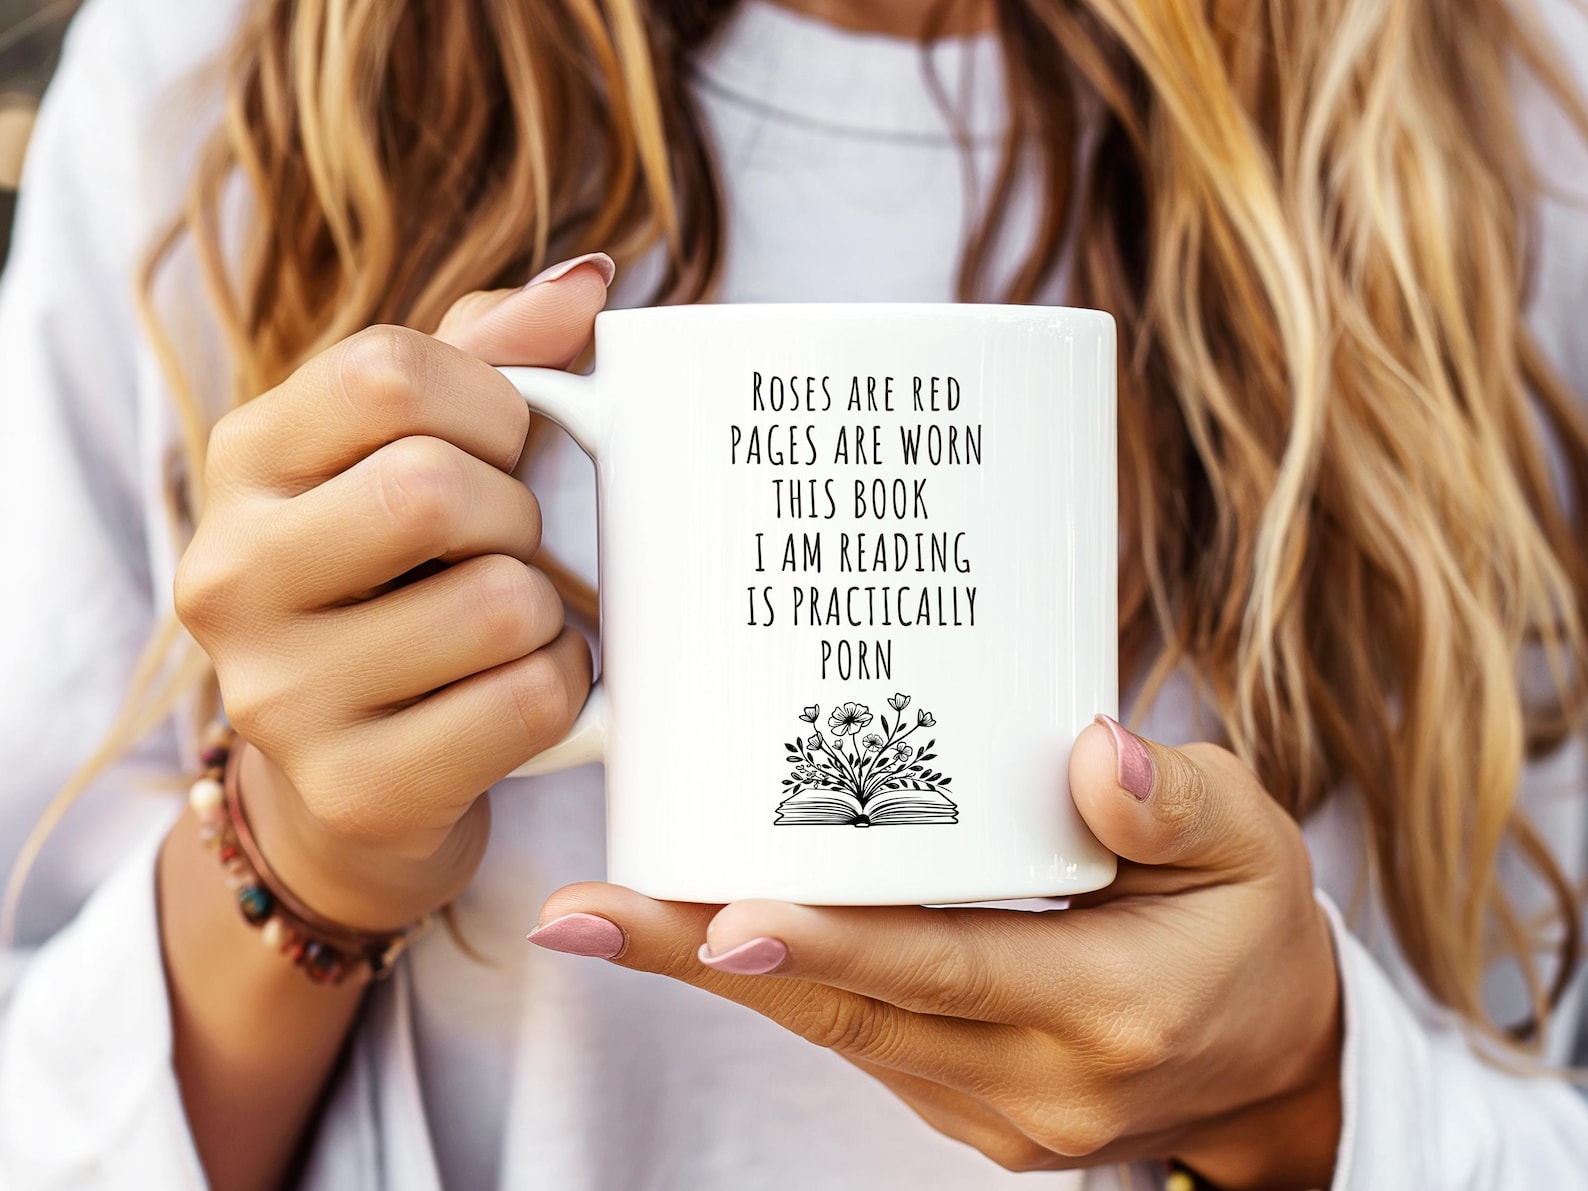 Roses are red
pages are worn
this book
I am reading
is practically
porn